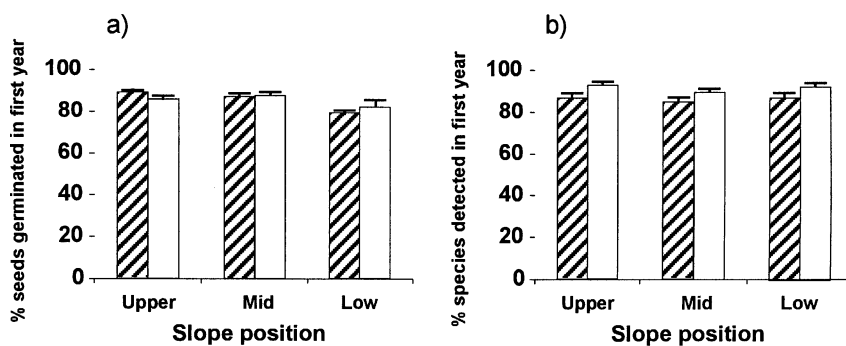 a)
% seeds germinated in first year
100
80
60
40
20
0
Upper Mid Low
Slope position
b)
% species detected in first year
100
80
60
40
20
0
Upper Mid Low
Slope position